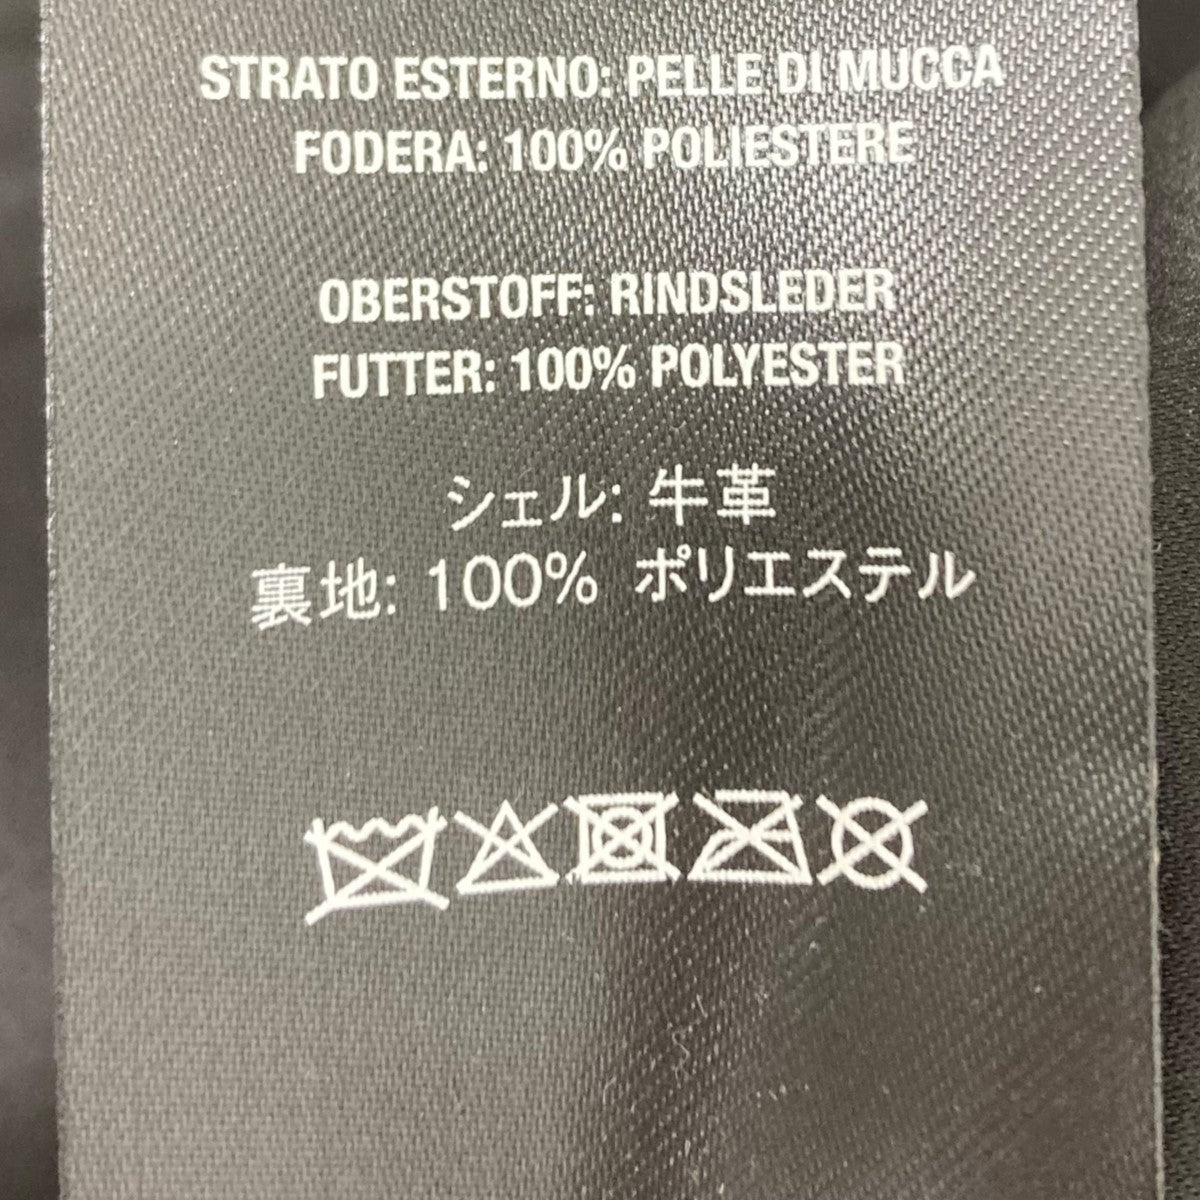 STRATO ESTERNO: PELLE DI MUCCA
FODERA: 100% POLIESTERE
OBERSTOFF: RINDSLEDER
FUTTER: 100% POLYESTER
シェル: 牛革
裏地: 100% ポリエステル